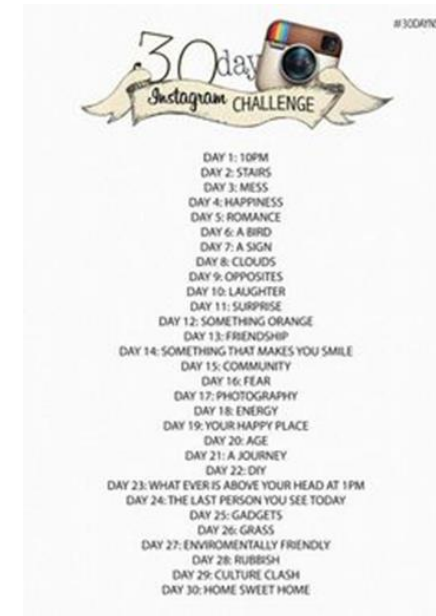 #30DAYN
30day
Instagram CHALLENGE
DAY 1: 10PM
DAY 2: STAIRS
DAY 3: MESS
DAY 4: HAPPINESS
DAY 5: ROMANCE
DAY 6: A BIRD
DAY 7: A SIGN
DAY 8: CLOUDS
DAY 9: OPPOSITES
DAY 10: LAUGHTER
DAY 11: SURPRISE
DAY 12: SOMETHING ORANGE
DAY 13: FRIENDSHIP
DAY 14: SOMETHING THAT MAKES YOU SMILE
DAY 15: COMMUNITY
DAY 16: FEAR
DAY 17: PHOTOGRAPHY
DAY 18: ENERGY
DAY 19: YOUR HAPPY PLACE
DAY 20: AGE
DAY 21: A JOURNEY
DAY 22: DIY
DAY 23: WHAT EVER IS ABOVE YOUR HEAD AT 1PM
DAY 24: THE LAST PERSON YOU SEE TODAY
DAY 25: GADGETS
DAY 26: GRASS
DAY 27: ENVIROMENTALLY FRIENDLY
DAY 28: RUBBISH
DAY 29: CULTURE CLASH
DAY 30: HOME SWEET HOME